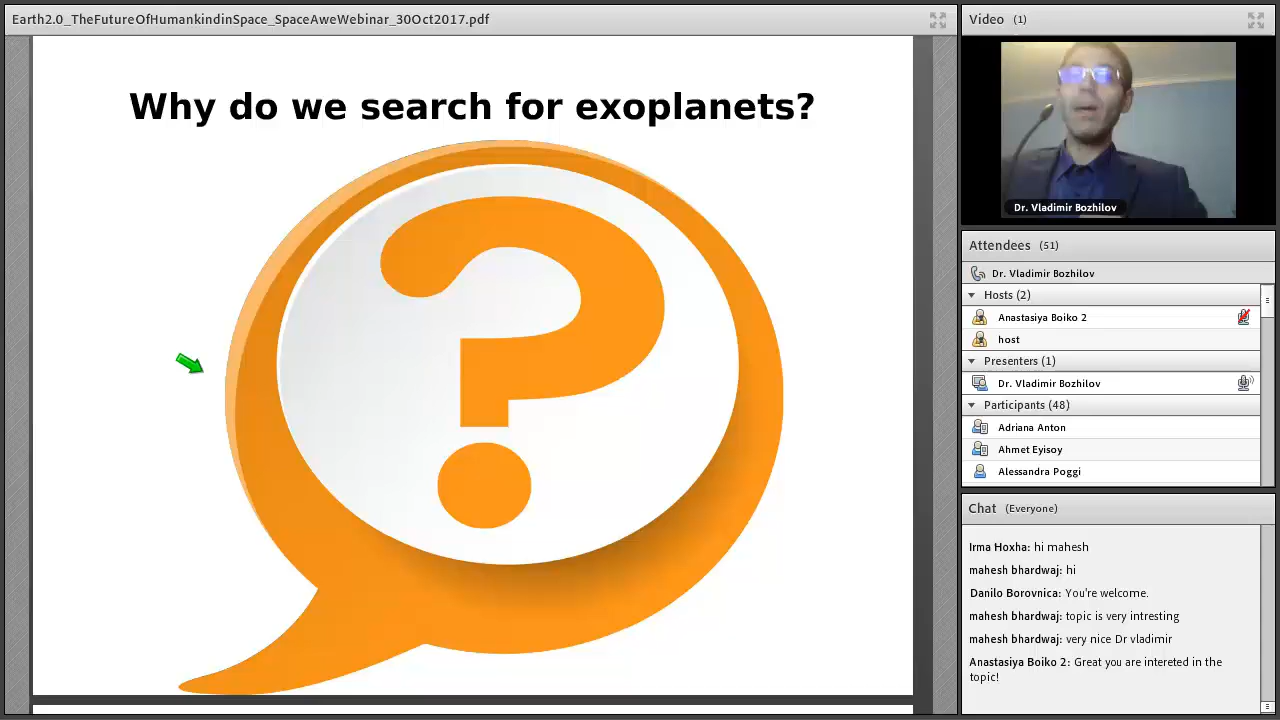 Earth2.0_TheFutureOfHumankindinSpace_SpaceAweWebinar_30Oct2017.pdf
Why do we search for exoplanets?
?
Video (1)
Dr. Vladimir Bozhilov
Attendees (51)
Dr. Vladimir Bozhilov
Hosts (2)
Anastasiya Boiko 2
host
Presenters (1)
Dr. Vladimir Bozhilov
Participants (48)
Adriana Anton
Ahmet Eyisoy
Alessandra Poggi
Chat (Everyone)
Irma Hoxha: hi mahesh
mahesh bhardwaj: hi
Danilo Borovnica: You're welcome.
mahesh bhardwaj: topic is very intresting
mahesh bhardwaj: very nice Dr vladimir
Anastasiya Boiko 2: Great you are intereted in the
topic!